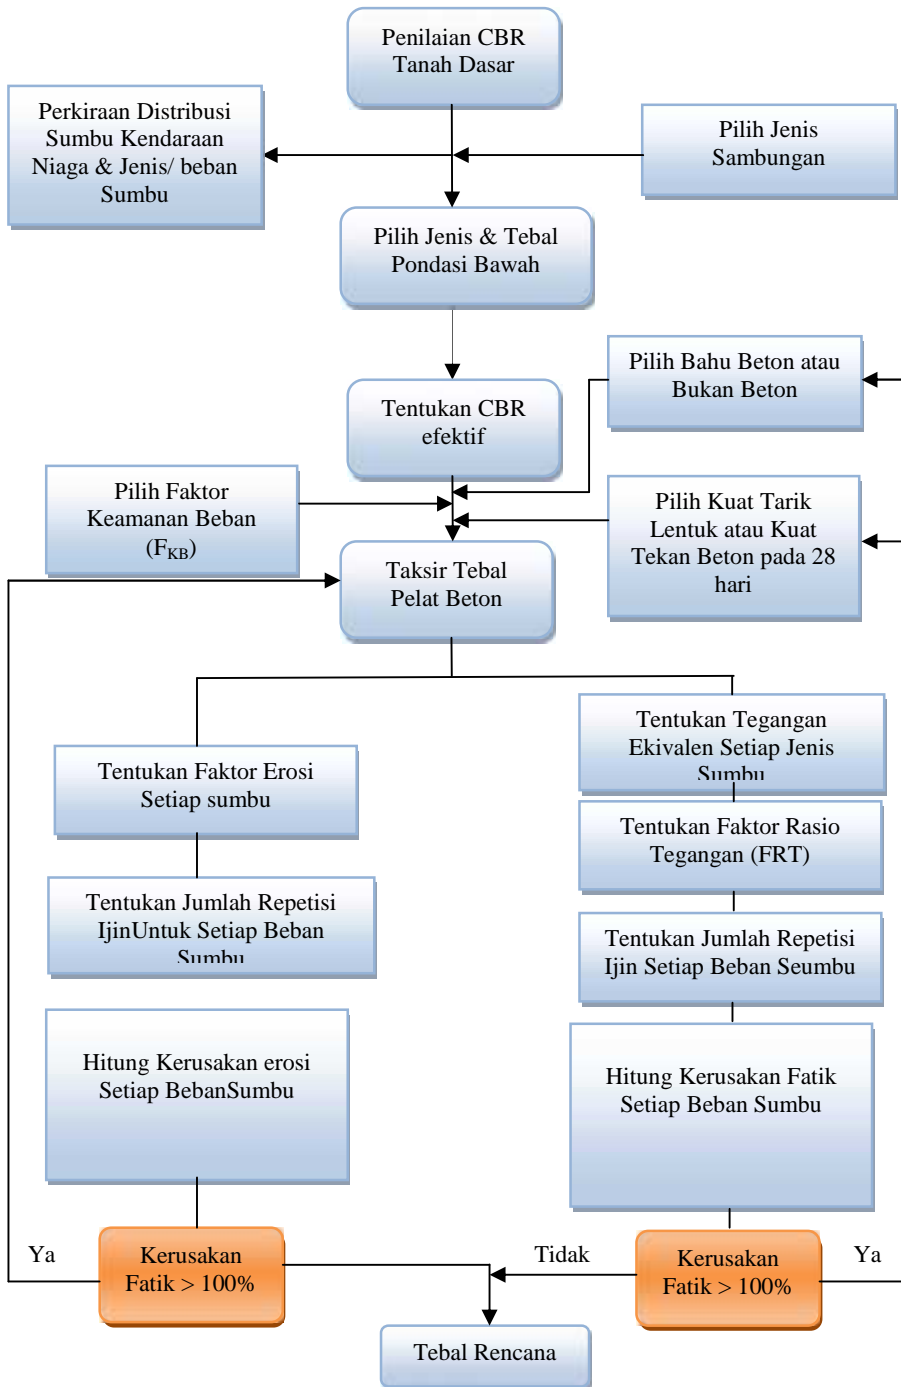 Penilaian CBR
Tanah Dasar
Perkiraan Distribusi
Sumbu Kendaraan
Niaga & Jenis/ beban
Sumbu
Pilih Jenis
Sambungan
Pilih Jenis & Tebal
Pondasi Bawah
Pilih Bahu Beton atau
Bukan Beton
Tentukan CBR
efektif
Pilih Faktor
Keamanan Beban
(FKB)
Pilih Kuat Tarik
Lentuk atau Kuat
Tekan Beton pada 28
hari
Taksir Tebal
Pelat Beton
Tentukan Faktor Erosi
Setiap sumbu
Tentukan Jumlah Repetisi
IjinUntuk Setiap Beban
Sumbu
Hitung Kerusakan erosi
Setiap BebanSumbu
Tentukan Tegangan
Ekivalen Setiap Jenis
Sumbu
Tentukan Faktor Rasio
Tegangan (FRT)
Tentukan Jumlah Repetisi
Ijin Setiap Beban Seumbu
Hitung Kerusakan Fatik
Setiap Beban Sumbu
Ya
Kerusakan
Fatik > 100%
Tidak
Kerusakan
Fatik > 100%
Ya
Tebal Rencana